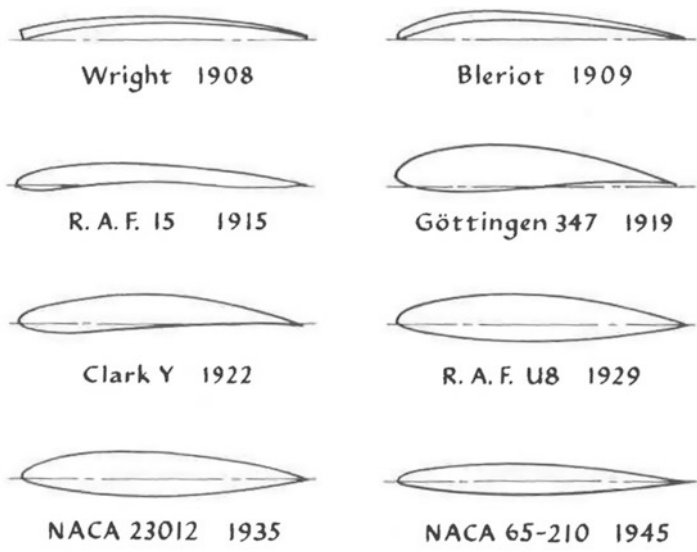 Wright 1908
Bleriot 1909
R. A. F. 15 1915
Göttingen 347 1919
Clark Y 1922
R. A. F. U8 1929
NACA 23012 1935
NACA 65-210 1945